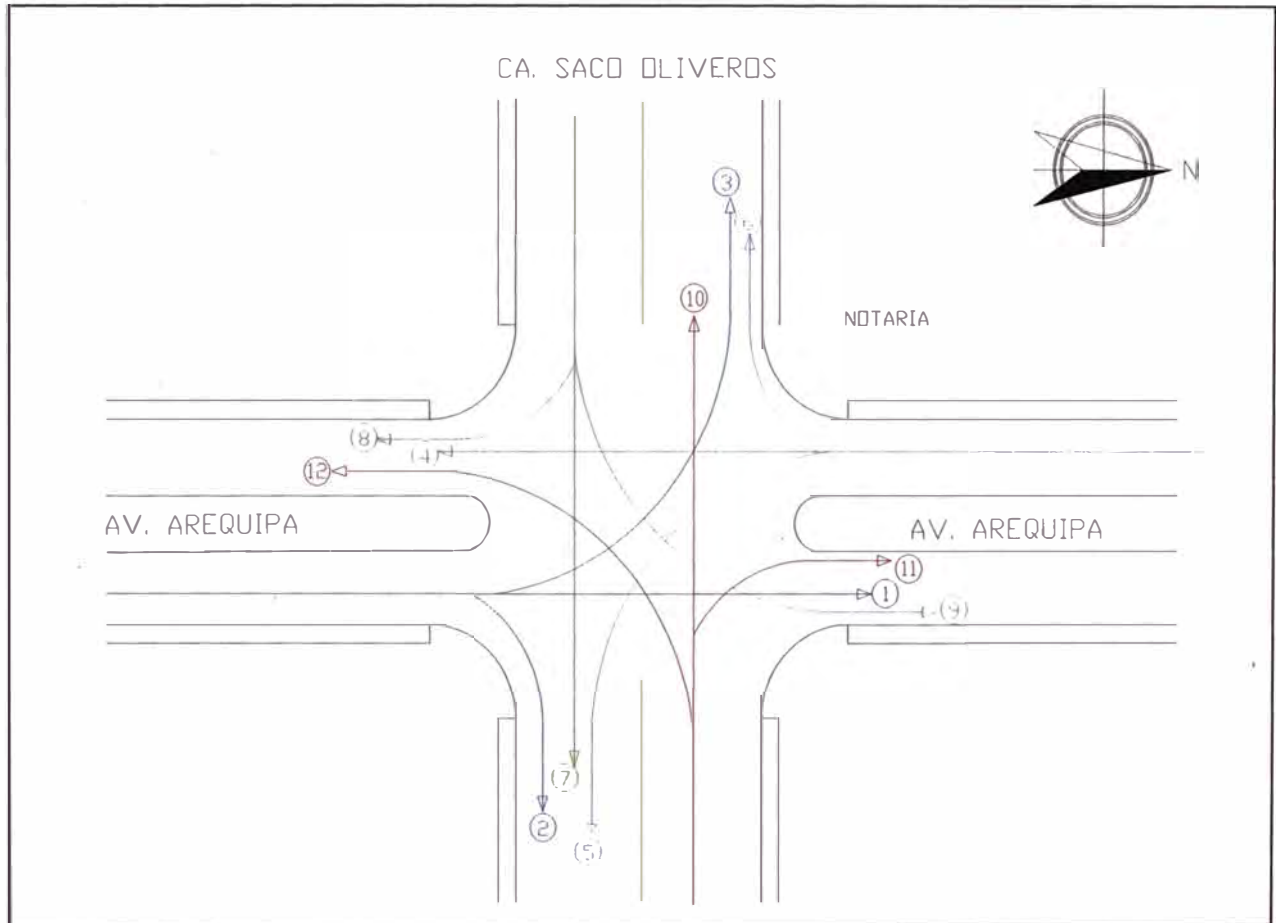 CA. SACO OLIVEROS
N
3
10
NOTARIA
(8)
(4)
12
AV. AREQUIPA
AV. AREQUIPA
11
1
(9)
(7)
2
(5)